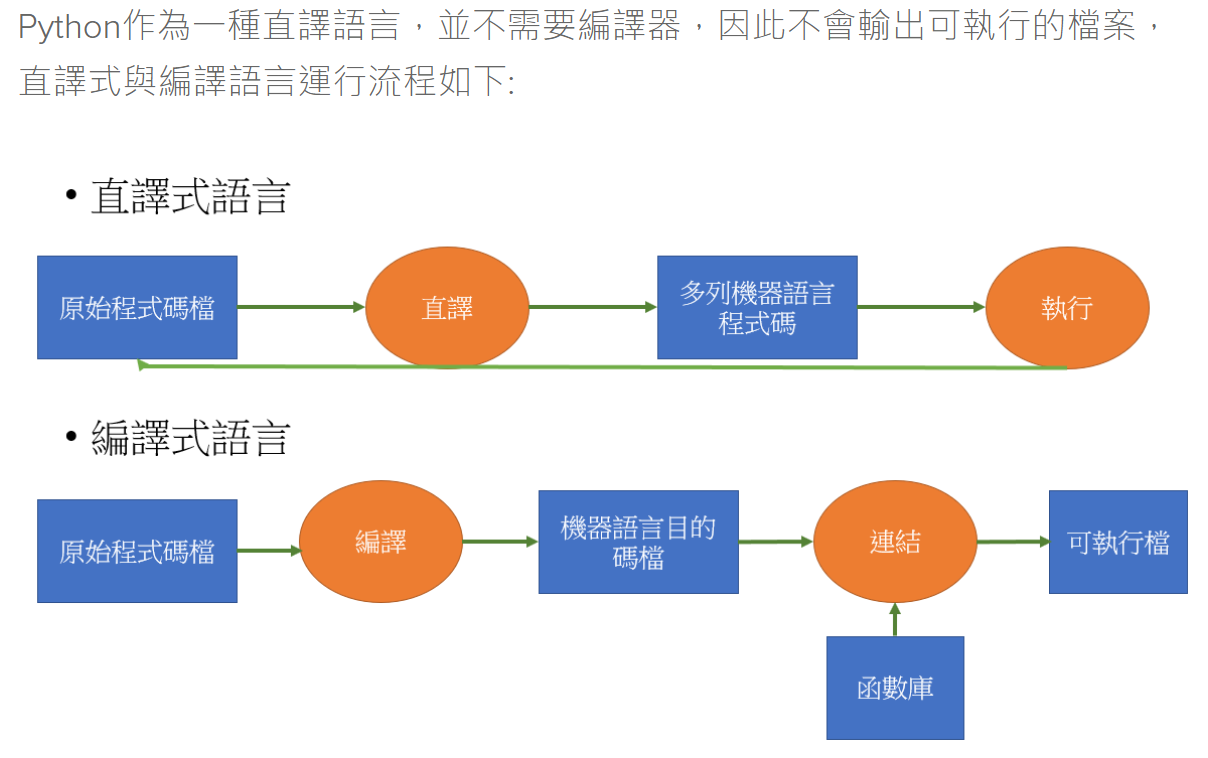 Python作為一種直譯語言，並不需要編譯器，因此不會輸出可執行的檔案，
直譯式與編譯語言運行流程如下:
• 直譯式語言
原始程式碼檔
直譯
多列機器語言
程式碼
執行
• 編譯式語言
原始程式碼檔
編譯
機器語言目的
碼檔
連結
可執行檔
函數庫